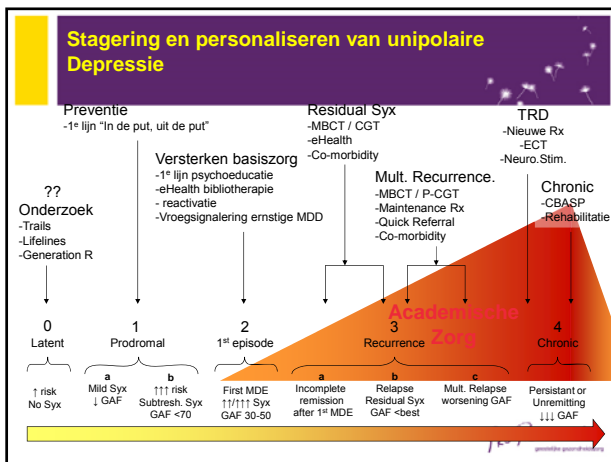 Stagering en personaliseren van unipolaire
Depressie
Preventie
-1e lijn "In de put, uit de put"
Residual Syx
-MBCT / CGT
-eHealth
-Co-morbidity
TRD
-Nieuwe Rx
-ECT
-Neuro.Stim.
Versterken basiszorg
-1e lijn psychoeducatie
-eHealth bibliotherapie
- reactivatie
-Vroegsignalering ernstige MDD
Mult. Recurrence.
-MBCT / P-CGT
-Maintenance Rx
-Quick Referral
-Co-morbidity
Chronic
-CBASP
-Rehabilitatie
??
Onderzoek
-Trails
-Lifelines
-Generation R
Academische
Zorg
0
Latent
1
Prodromal
2
1st episode
3
Recurrence
4
Chronic
↑ risk
No Syx
a
Mild Syx
↓ GAF
b
↑↑↑ risk
Subtresh. Syx
GAF <70
First MDE
↑↑/↑↑↑ Syx
GAF 30-50
a
Incomplete
remission
after 1st MDE
b
Relapse
Residual Syx
GAF <best
c
Mult. Relapse
worsening GAF
Persistant or
Unremitting
↓↓↓ GAF